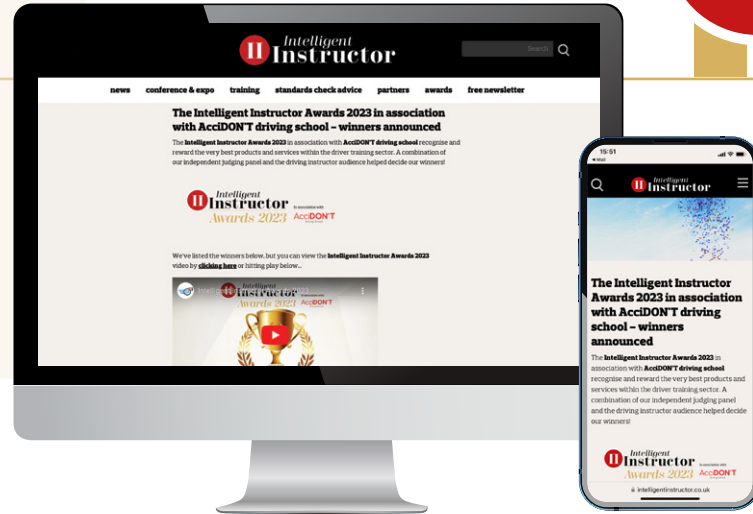 Intelligent
Instructor
Search
news conference & expo training standards check advice partners awards free newsletter
The Intelligent Instructor Awards 2023 in association
with AcciDON'T driving school – winners announced
The Intelligent Instructor Awards 2023 in association with AcciDON'T driving school recognise and
reward the very best products and services within the driver training sector. A combination of
our independent judging panel and the driving instructor audience helped decide our winners!
Intelligent
Instructor
In association with
Awards 2023 AcciDON'T
We've listed the winners below, but you can view the Intelligent Instructor Awards 2023
video by clicking here or hitting play below...
Intelligent
Instructor
Awards 2023 AcciDON'T
15:51
Mail
Intelligent
Instructor
The Intelligent Instructor
Awards 2023 in association
with AcciDON'T driving
school – winners
announced
The Intelligent Instructor Awards 2023 in
association with AcciDON'T driving school
recognise and reward the very best products and
services within the driver training sector. A
combination of our independent judging panel
and the driving instructor audience helped decide
our winners!
Intelligent
Instructor
In association with
Awards 2023 AcciDON'T
intelligentinstructor.co.uk